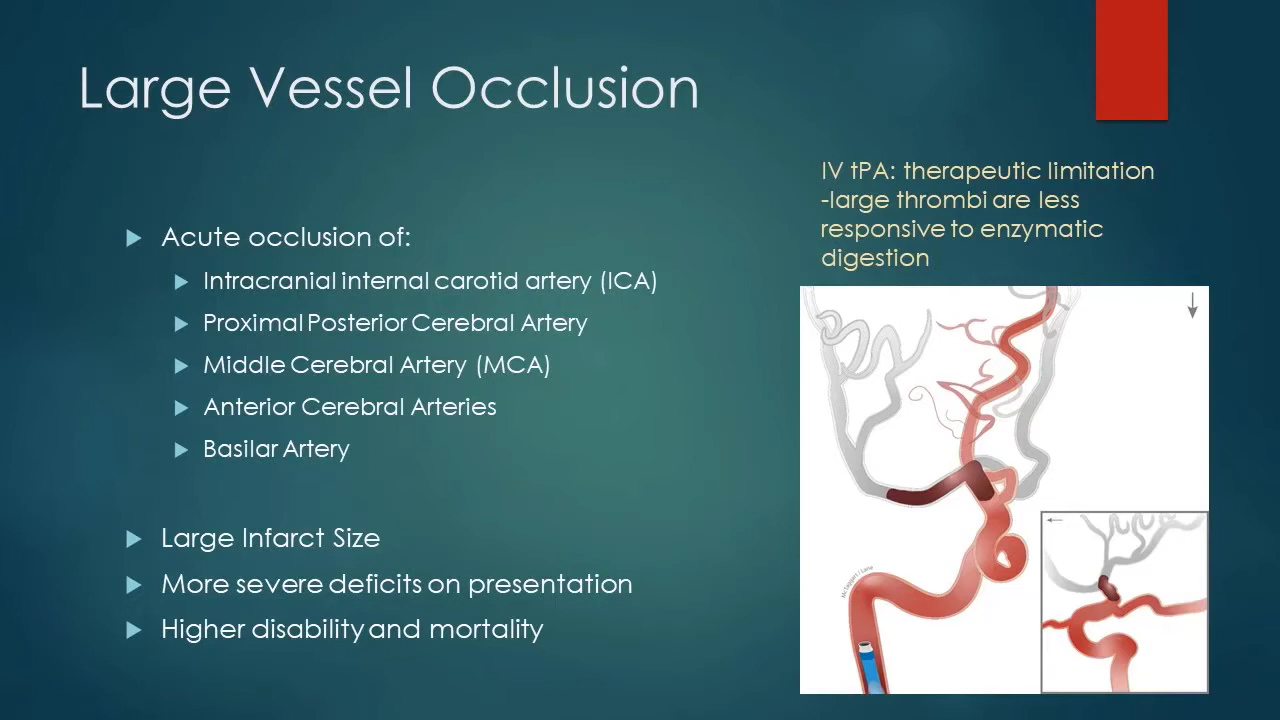 Large Vessel Occlusion
Acute occlusion of:
Intracranial internal carotid artery (ICA)
Proximal Posterior Cerebral Artery
Middle Cerebral Artery (MCA)
Anterior Cerebral Arteries
Basilar Artery
Large Infarct Size
More severe deficits on presentation
Higher disability and mortality
IV tPA: therapeutic limitation
-large thrombi are less
responsive to enzymatic
digestion
McTaggart / Lane